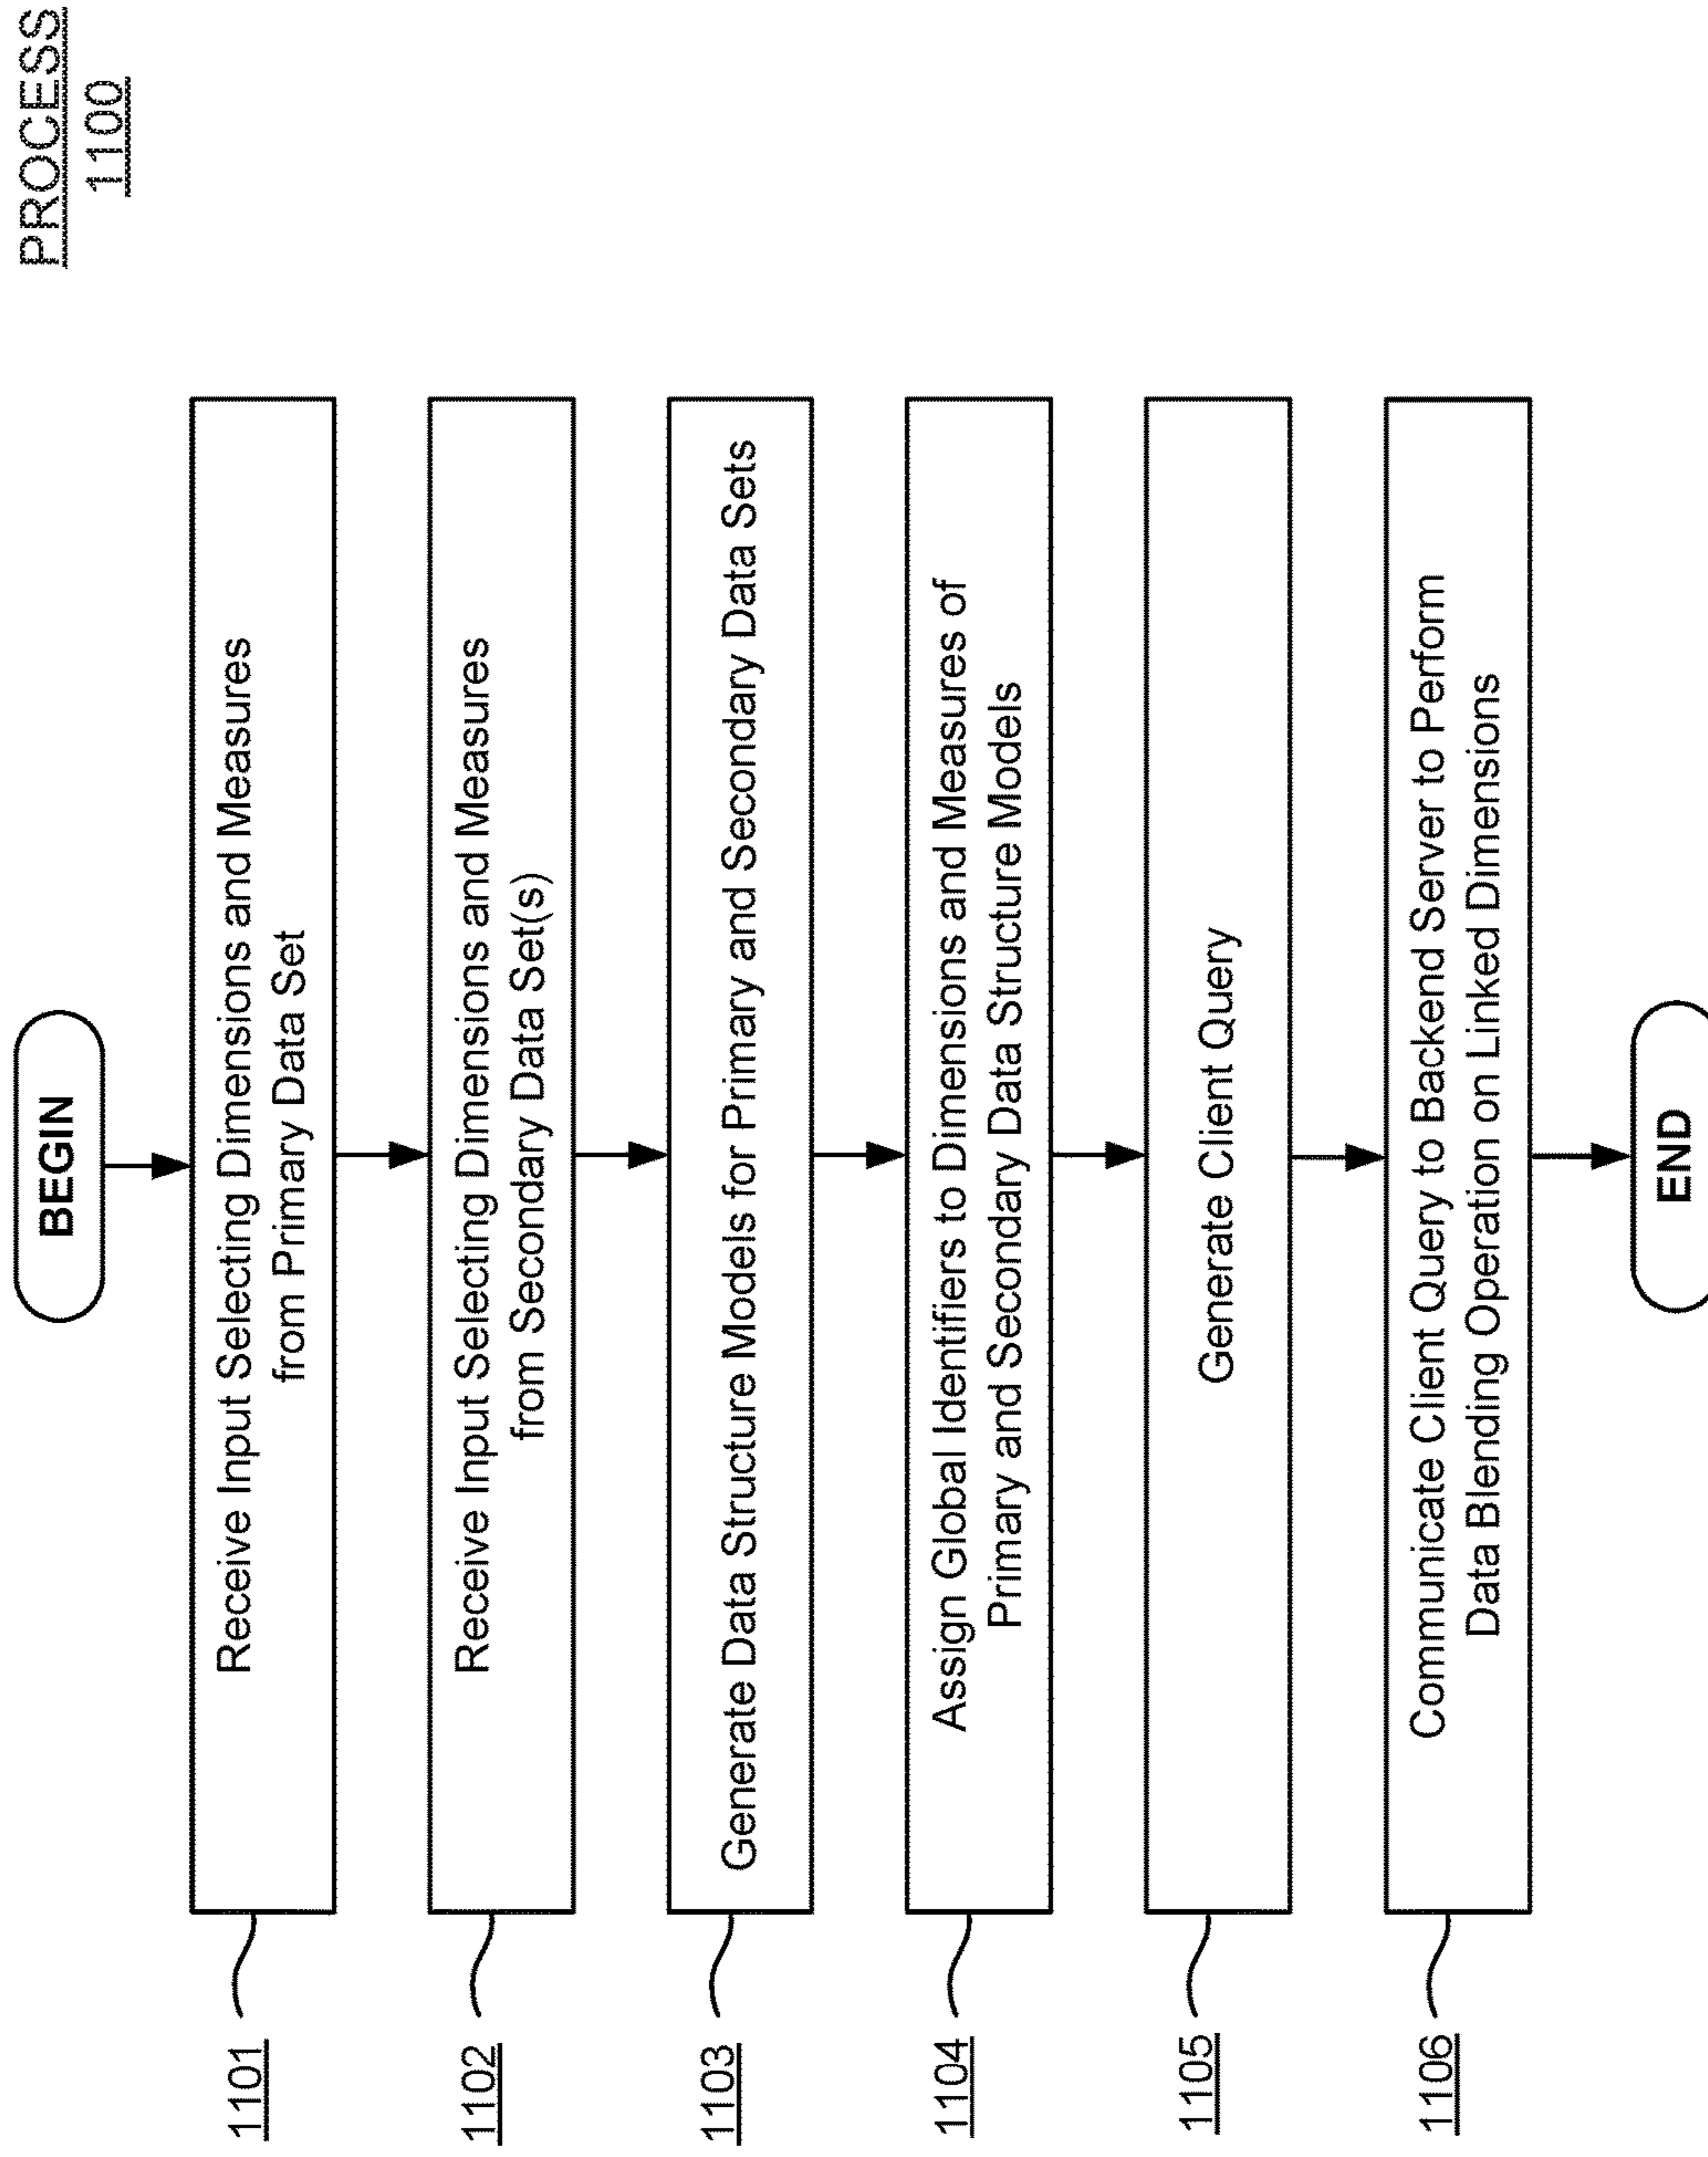 PROCESS
1100
BEGIN
1101
Receive Input Selecting Dimensions and Measures
from Primary Data Set
1102
Receive Input Selecting Dimensions and Measures
from Secondary Data Set(s)
1103
Generate Data Structure Models for Primary and Secondary Data Sets
1104
Assign Global Identifiers to Dimensions and Measures of
Primary and Secondary Data Structure Models
1105
Generate Client Query
1106
Communicate Client Query to Backend Server to Perform
Data Blending Operation on Linked Dimensions
END